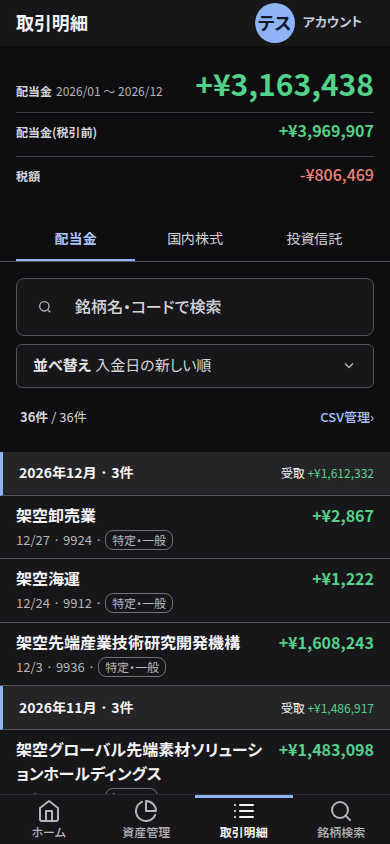 取引明細 テス アカウント
配当金 2026/01 ～ 2026/12 +¥3,163,438
配当金(税引前) +¥3,969,907
税額 -¥806,469
配当金 国内株式 投資信託
銘柄名・コードで検索
並べ替え 入金日の新しい順
36件 / 36件 CSV管理›
2026年12月・3件 受取 +¥1,612,332
架空卸売業 +¥2,867
12/27・9924・ 特定・一般
架空海運 +¥1,222
12/24・9912・ 特定・一般
架空先端産業技術研究開発機構 +¥1,608,243
12/3・9936・ 特定・一般
2026年11月・3件 受取 +¥1,486,917
架空グローバル先端素材ソリューシ +¥1,483,098
ョンホールディングス
ホーム 資産管理 取引明細 銘柄検索